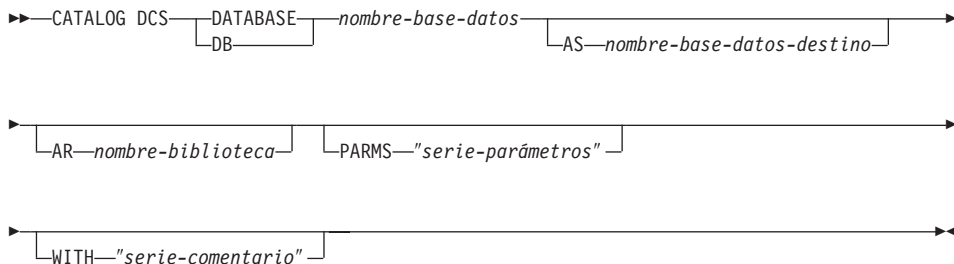 CATALOG DCS DATABASE nombre-base-datos
DB AS nombre-base-datos-destino
AR nombre-biblioteca PARMS "serie-parámetros"
WITH "serie-comentario"